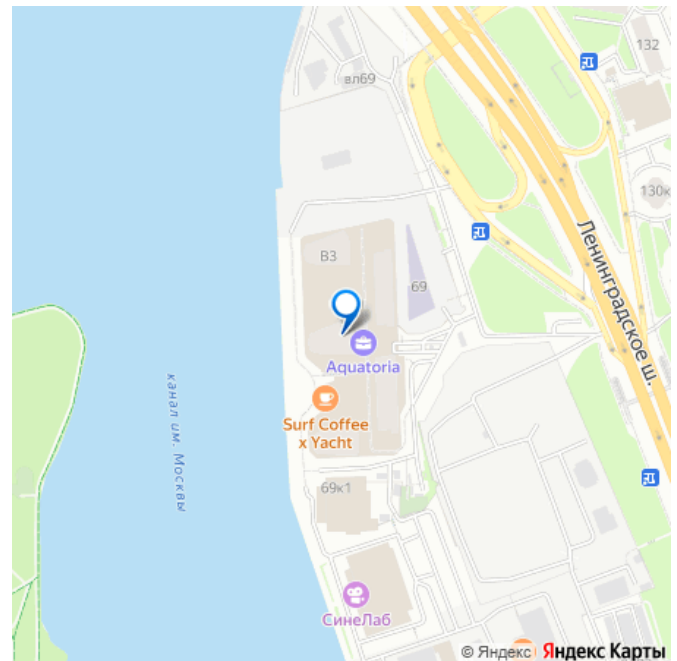 132
вл69
130к
Ленинградское ш.
В3
69
Aquatoria
канал им. Москвы
Surf Coffee
x Yacht
69к1
СинеЛаб
© Яндекс Яндекс Карты